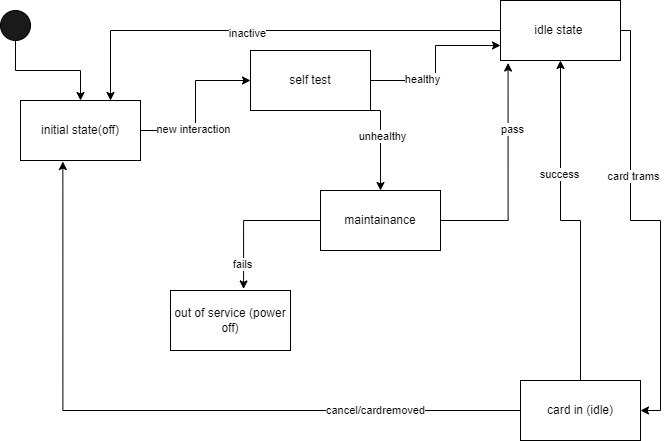 idle state
inactive
self test
healthy
initial state(off)
new interaction
unhealthy
pass
success
card trams
maintainance
fails
out of service (power
off)
cancel/cardremoved
card in (idle)